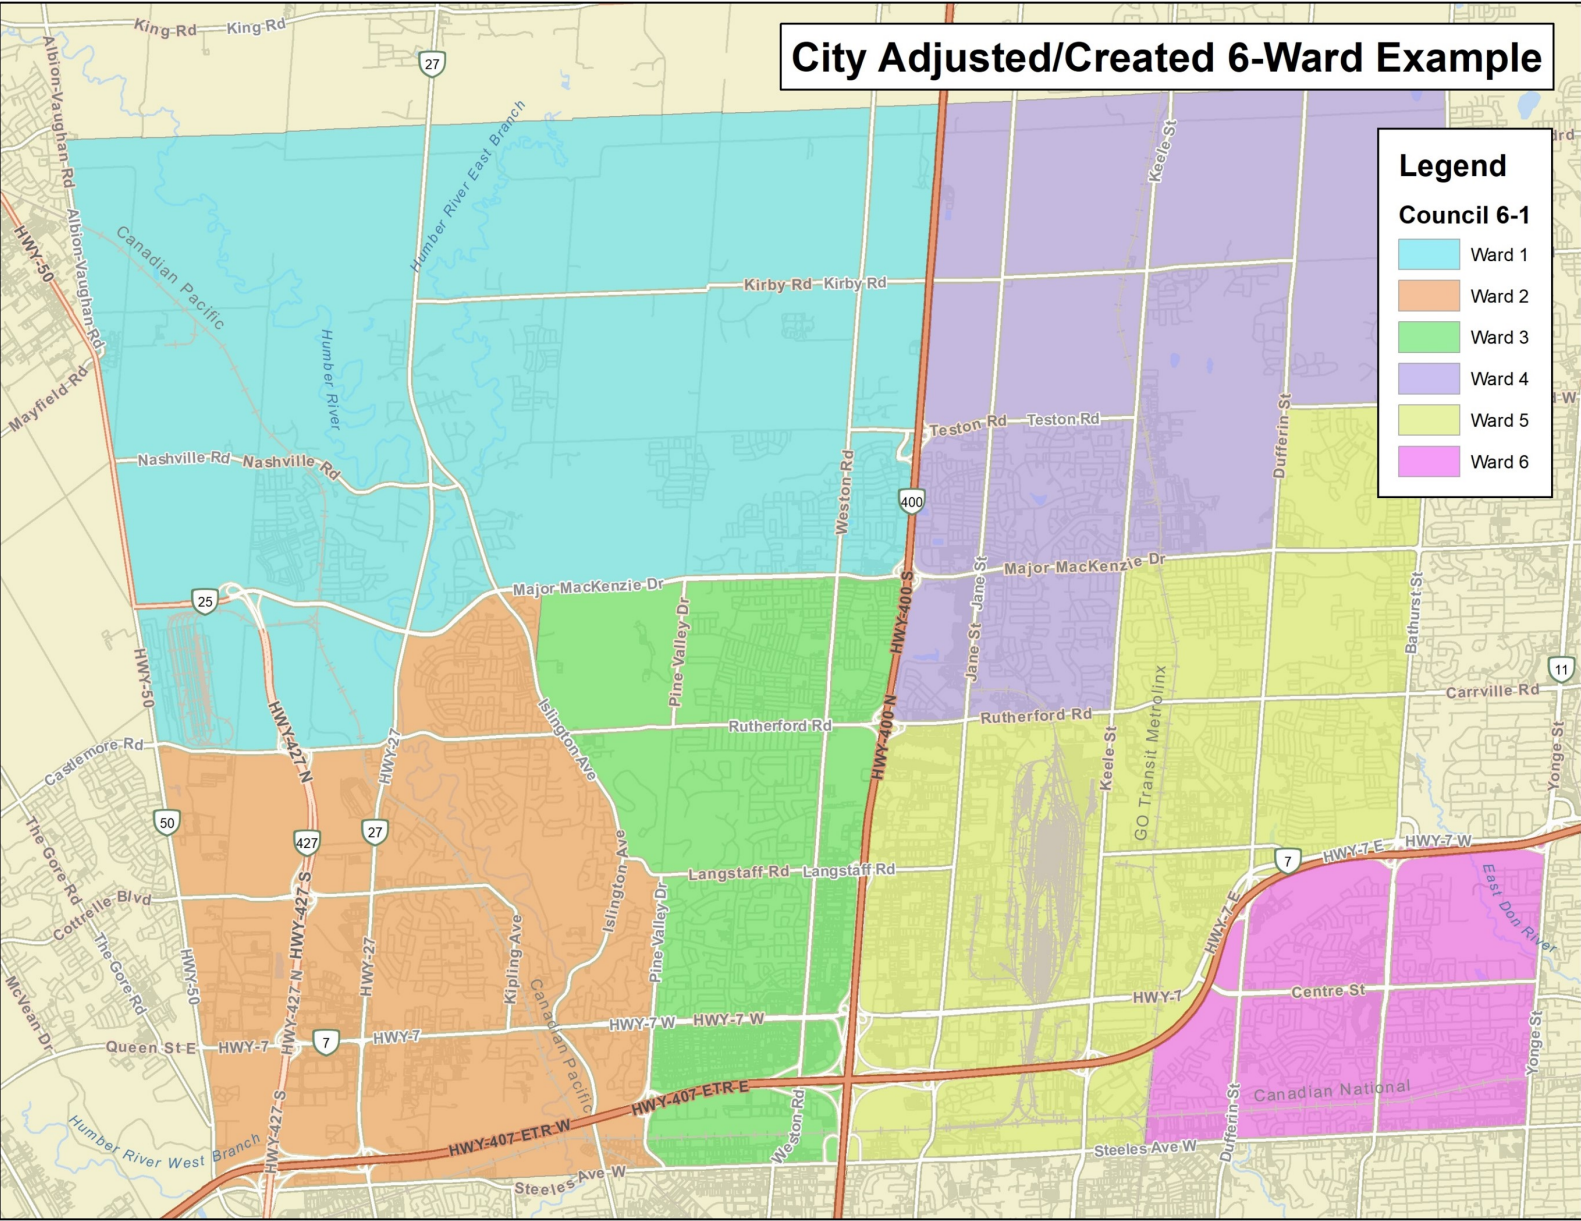 King Rd King Rd
City Adjusted/Created 6-Ward Example
27
Albion-Vaughan Rd
Albion-Vaughan Rd
Humber River East Branch
Keele St
Legend
Council 6-1
Ward 1
Ward 2
Ward 3
Ward 4
Ward 5
Ward 6
HWY-50
Canadian Pacific
Humber River
Kirby Rd Kirby Rd
Mayfield Rd
Nashville Rd Nashville Rd
Weston Rd
Teston Rd Teston Rd
Dufferin St
400
Major MacKenzie Dr
Major MacKenzie Dr
25
Jane St Jane St
HWY-400 S
Pine Valley Dr
Bathurst St
HWY-50
11
Carrville Rd
Rutherford Rd
Rutherford Rd
Islington Ave
HWY-400 N
HWY-427 N
HWY-27
Castlemore Rd
GO Transit Metrolinx
Keele St
Yonge St
50
427
27
The Gore Rd
Islington Ave
Langstaff Rd Langstaff Rd
7
HWY-7 E
HWY-7 W
HWY-7 E
East Don River
Cottrelle Blvd
HWY-427 S
Pine Valley Dr
Kipling Ave
The Gore Rd
HWY-50
HWY-27
HWY-427 N
Canadian Pacific
McVean Dr
HWY-7
Centre St
HWY-7 W HWY-7 W
Queen St E
HWY-7
7
HWY-7
Yonge St
HWY-407-ETR E
Canadian National
HWY-427 S
HWY-407-ETR W
Weston Rd
Dufferin St
Humber River West Branch
Steeles Ave W
Steeles Ave W